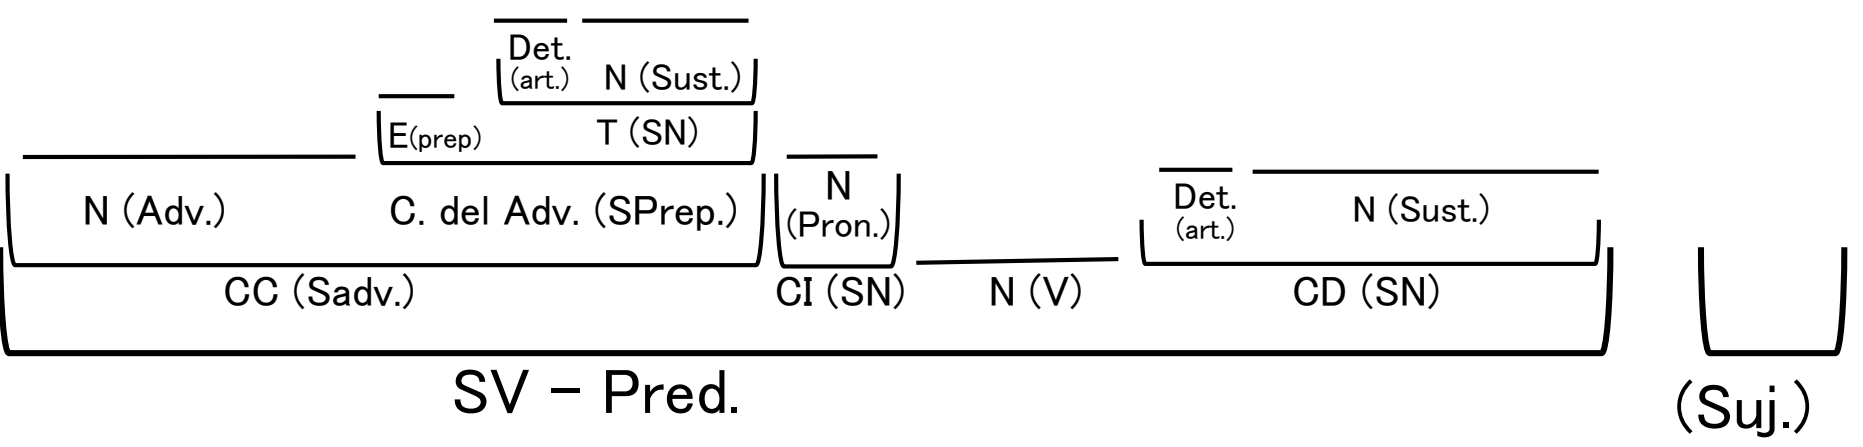 Det.
(art.) N (Sust.)
E(prep) T (SN)
N (Adv.) C. del Adv. (SPrep.) N
(Pron.) Det.
(art.) N (Sust.)
CC (Sadv.) CI (SN) N (V) CD (SN)
SV - Pred. (Suj.)